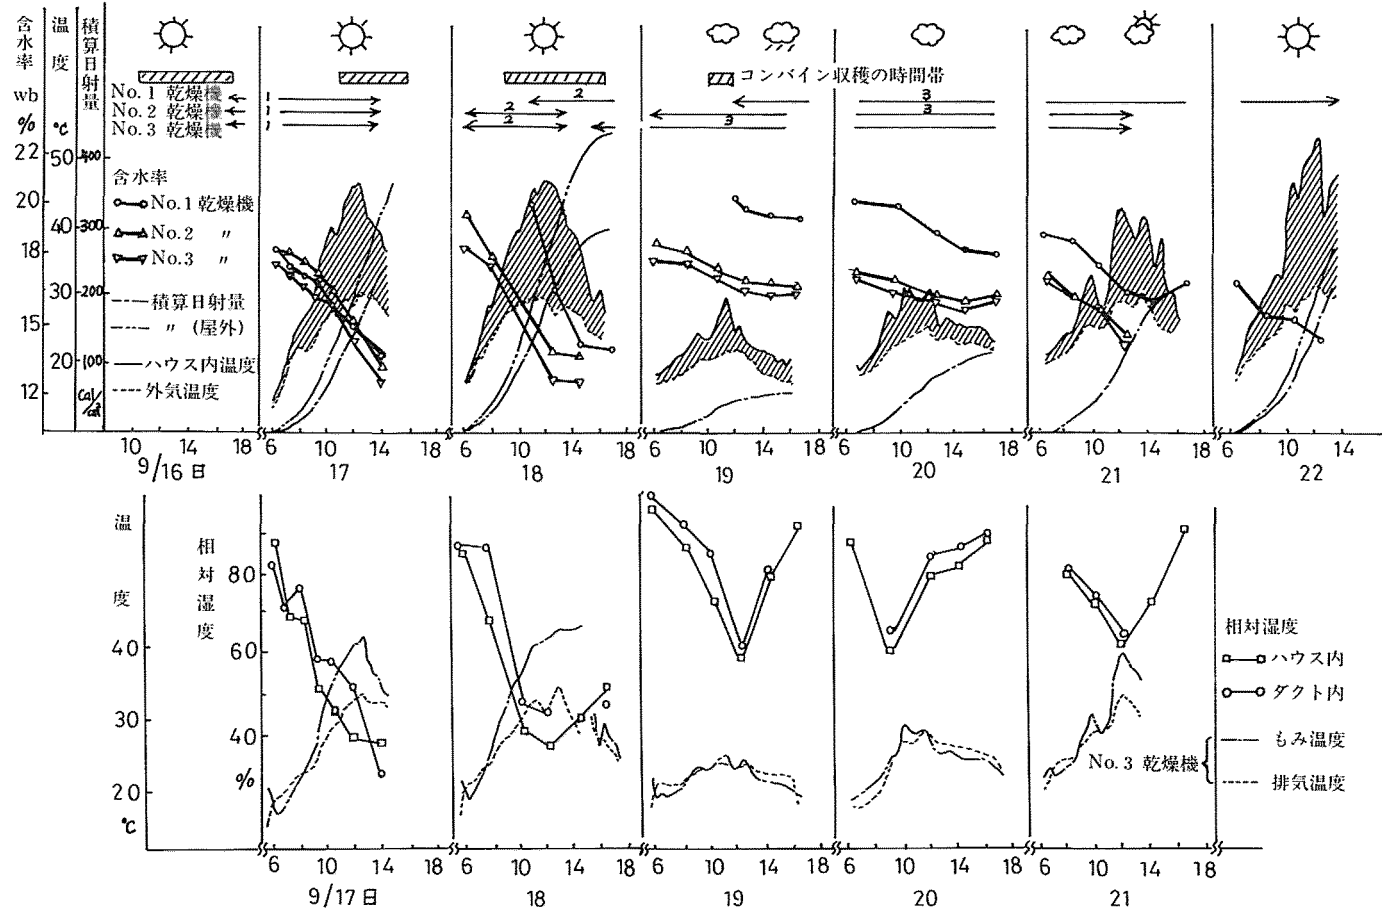 含水率
wb
%
温度
℃
積算日射量
コンバイン収穫の時間帯
No.1 乾燥機
No.2 乾燥機
No.3 乾燥機
1
1
1
2
2
2
3
3
3
22
20
18
15
12
50
40
30
20
400
300
200
100
Cal/cm²
含水率
No.1 乾燥機
No.2 〃
No.3 〃
積算日射量
〃 (屋外)
ハウス内温度
外気温度
10 14 18
6 10 14 18
6 10 14 18
6 10 14 18
6 10 14 18
6 10 14 18
6 10 14
9/16日 17 18 19 20 21 22
温度
40
30
20
℃
相対湿度
80
60
40
%
相対湿度
ハウス内
ダクト内
No.3 乾燥機
もみ温度
排気温度
6 10 14 18
6 10 14 18
6 10 14 18
6 10 14 18
6 10 14 18
9/17日 18 19 20 21